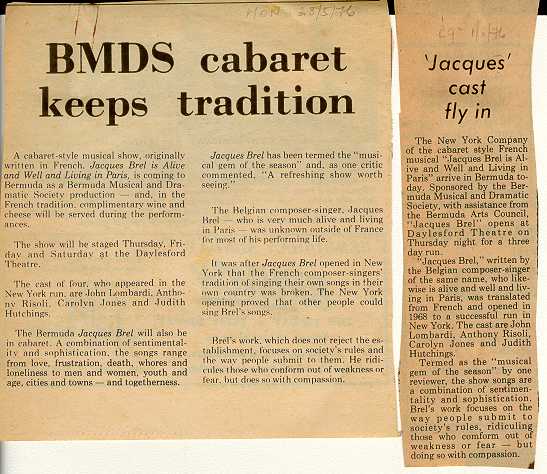 28/5/76
BMDS cabaret
keeps tradition
A cabaret-style musical show, originally
written in French, Jacques Brel is Alive
and Well and Living in Paris, is coming to
Bermuda as a Bermuda Musical and Dra-
matic Society production — and, in the
French tradition, complimentary wine and
cheese will be served during the perform-
ances.
The show will be staged Thursday, Fri-
day and Saturday at the Daylesford
Theatre.
The cast of four, who appeared in the
New York run, are John Lombardi, Antho-
ny Risoli, Carolyn Jones and Judith
Hutchings.
The Bermuda Jacques Brel will also be
in cabaret. A combination of sentimental-
ity and sophistication, the songs range
from love, frustration, death, whores and
loneliness to men and women, youth and
age, cities and towns — and togetherness.
Jacques Brel has been termed the "musi-
cal gem of the season" and, as one critic
commented, "A refreshing show worth
seeing."
The Belgian composer-singer, Jacques
Brel — who is very much alive and living
in Paris — was unknown outside of France
for most of his performing life.
It was after Jacques Brel opened in New
York that the French composer-singers'
tradition of singing their own songs in their
own country was broken. The New York
opening proved that other people could
sing Brel's songs.
Brel's work, which does not reject the es-
tablishment, focuses on society's rules and
the way people submit to them. He ridi-
cules those who conform out of weakness or
fear, but does so with compassion.
'Jacques'
cast
fly in
The New York Company
of the cabaret style French
musical "Jacques Brel is Al-
ive and Well and Living in
Paris" arrive in Bermuda to-
day. Sponsored by the Ber-
muda Musical and Dramatic
Society, with assistance from
the Bermuda Arts Council,
"Jacques Brel" opens at
Daylesford Theatre on
Thursday night for a three
day run.
"Jacques Brel," written by
the Belgian composer-singer
of the same name, who like-
wise is alive and well and liv-
ing in Paris, was translated
from French and opened in
1968 to a successful run in
New York. The cast are John
Lombardi, Anthony Risoli,
Carolyn Jones and Judith
Hutchings.
Termed as the "musical
gem of the season" by one
reviewer, the show songs are
a combination of sentimen-
tality and sophistication.
Brel's work focuses on the
way people submit to
society's rules, ridiculing
those who conform out of
weakness or fear — but
doing so with compassion.